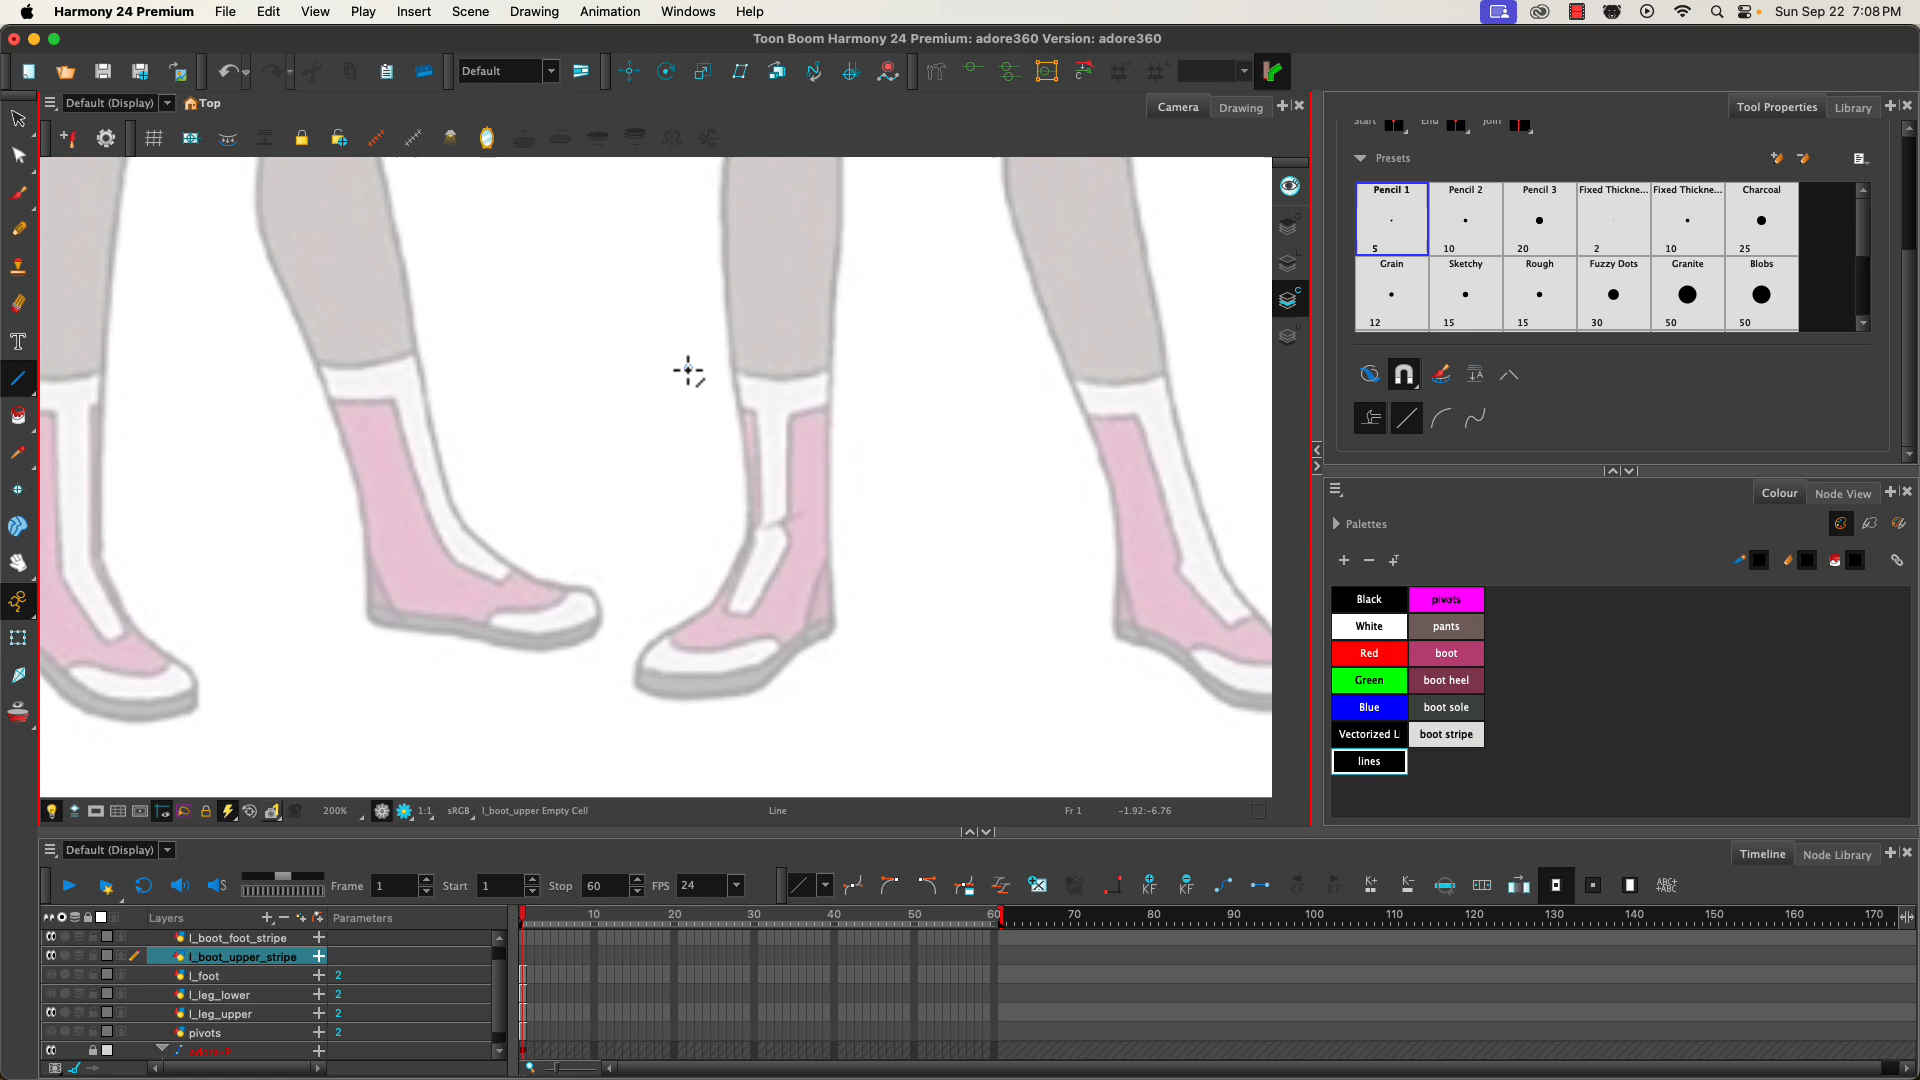 Harmony 24 Premium File Edit View Play Insert Scene Drawing Animation Windows Help Sun Sep 22 7:08 PM
Toon Boom Harmony 24 Premium: adore360 Version: adore360
Default
Default (Display) Top Camera Drawing Tool Properties Library
Start End Join
Presets
Pencil 1 Pencil 2 Pencil 3 Fixed Thickne... Fixed Thickne... Charcoal
5 10 20 2 10 25
Grain Sketchy Rough Fuzzy Dots Granite Blobs
12 15 15 30 50 50
Colour Node View
Palettes
Black pivots
White pants
Red boot
Green boot heel
Blue boot sole
Vectorized L boot stripe
lines
200% 1:1 sRGB l_boot_upper Empty Cell Line Fr 1 -1.92:-6.76
Default (Display) Timeline Node Library
Frame 1 Start 1 Stop 60 FPS 24
Layers Parameters 10 20 30 40 50 60 70 80 90 100 110 120 130 140 150 160 170
l_boot_foot_stripe
l_boot_upper_stripe
l_foot 2
l_leg_lower 2
l_leg_upper 2
pivots 2